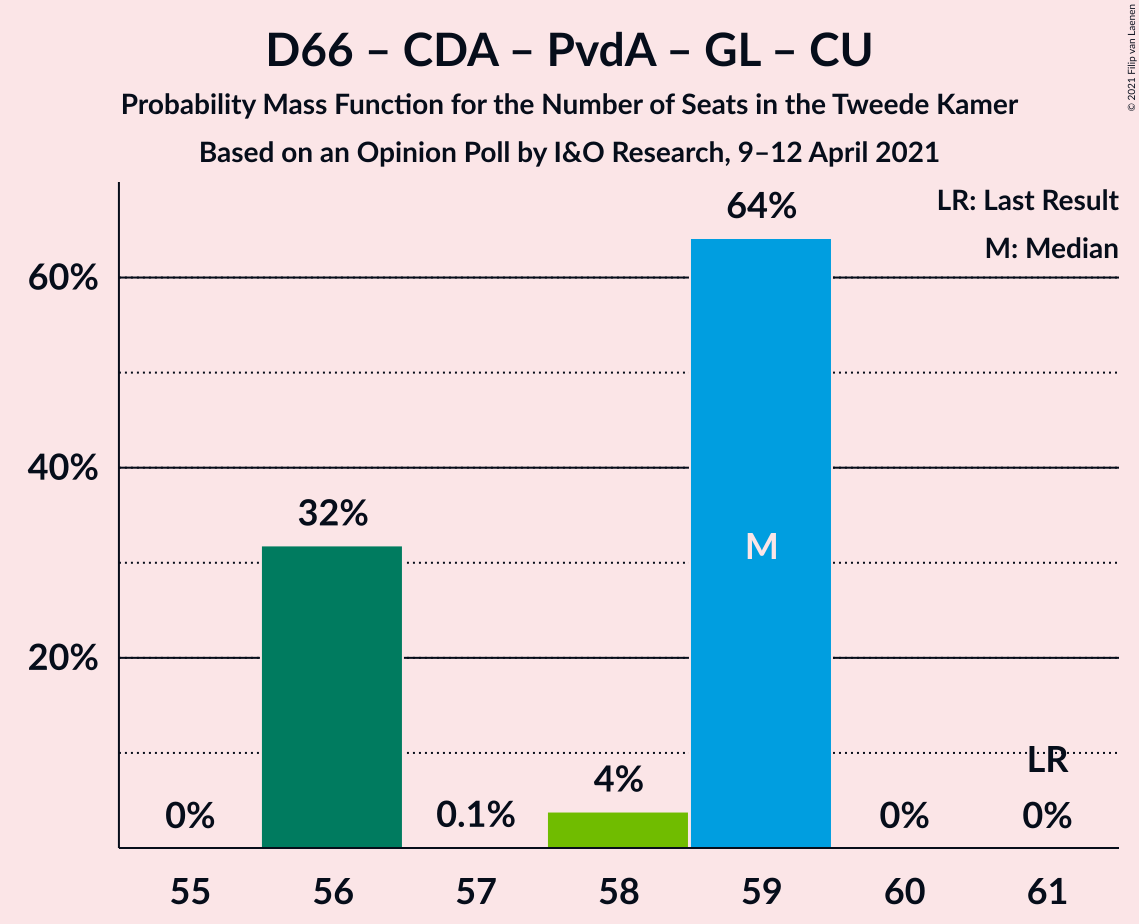 D66 – CDA – PvdA – GL – CU
Probability Mass Function for the Number of Seats in the Tweede Kamer
Based on an Opinion Poll by I&O Research, 9–12 April 2021
© 2021 Filip van Laenen
LR: Last Result
M: Median
64%
60%
40%
32%
M
20%
LR
4%
0%
0.1%
0%
0%
55 56 57 58 59 60 61